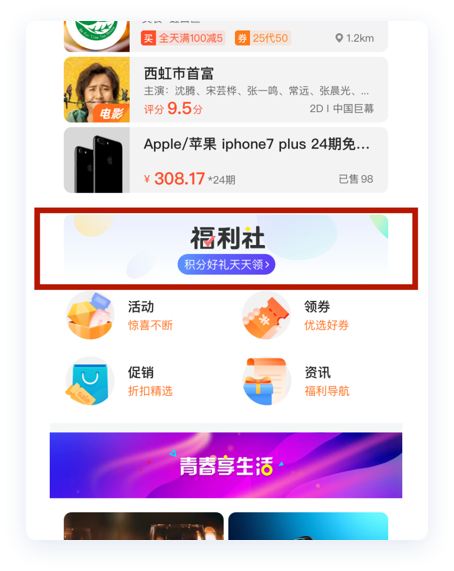 买 全天满100减5 券 25代50 1.2km
西虹市首富
主演：沈腾、宋芸桦、张一鸣、常远、张晨光、...
电影
评分 9.5分 2D | 中国巨幕
Apple/苹果 iphone7 plus 24期免...
¥ 308.17 *24期 已售 98
福利社
积分好礼天天领 >
活动
惊喜不断
领券
优选好券
促销
折扣精选
资讯
福利导航
青春享生活